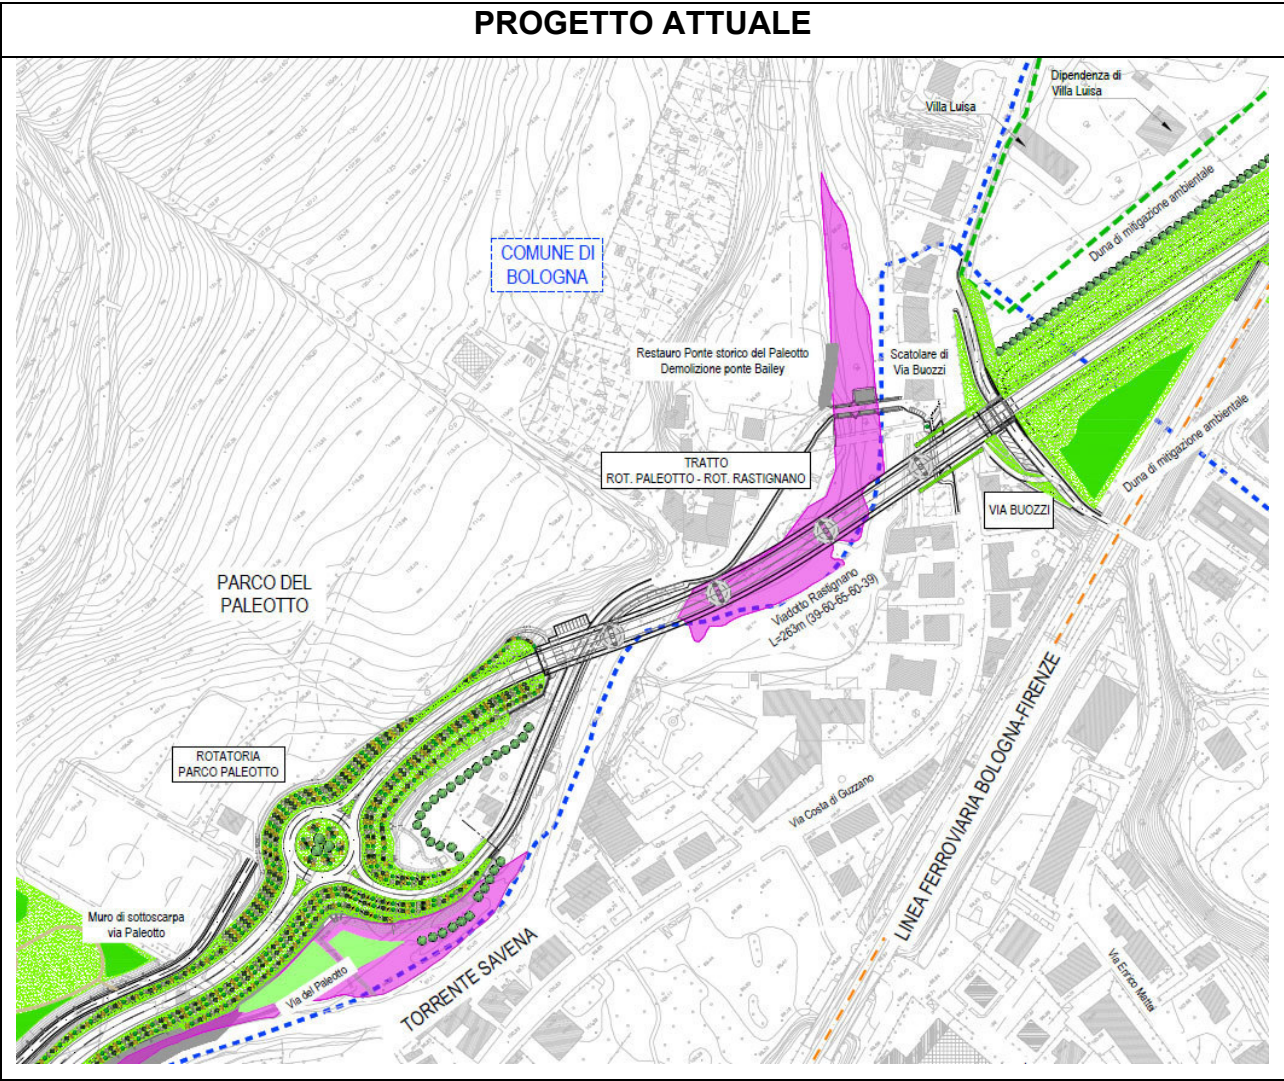 PROGETTO ATTUALE
Dipendenza di
Villa Luisa
Villa Luisa
Duna di mitigazione ambientale
COMUNE DI
BOLOGNA
Restauro Ponte storico del Paleotto
Demolizione ponte Bailey
Scatolare di
Via Buozzi
Duna di mitigazione ambientale
TRATTO
ROT. PALEOTTO - ROT. RASTIGNANO
VIA BUOZZI
PARCO DEL
PALEOTTO
Viadotto Rastignano
L=263m (39-60-65-60-39)
ROTATORIA
PARCO PALEOTTO
Via Costa di Guzzano
LINEA FERROVIARIA BOLOGNA-FIRENZE
Muro di sottoscarpa
via Paleotto
Via del Paleotto
TORRENTE SAVENA
Via Enrico Mattei